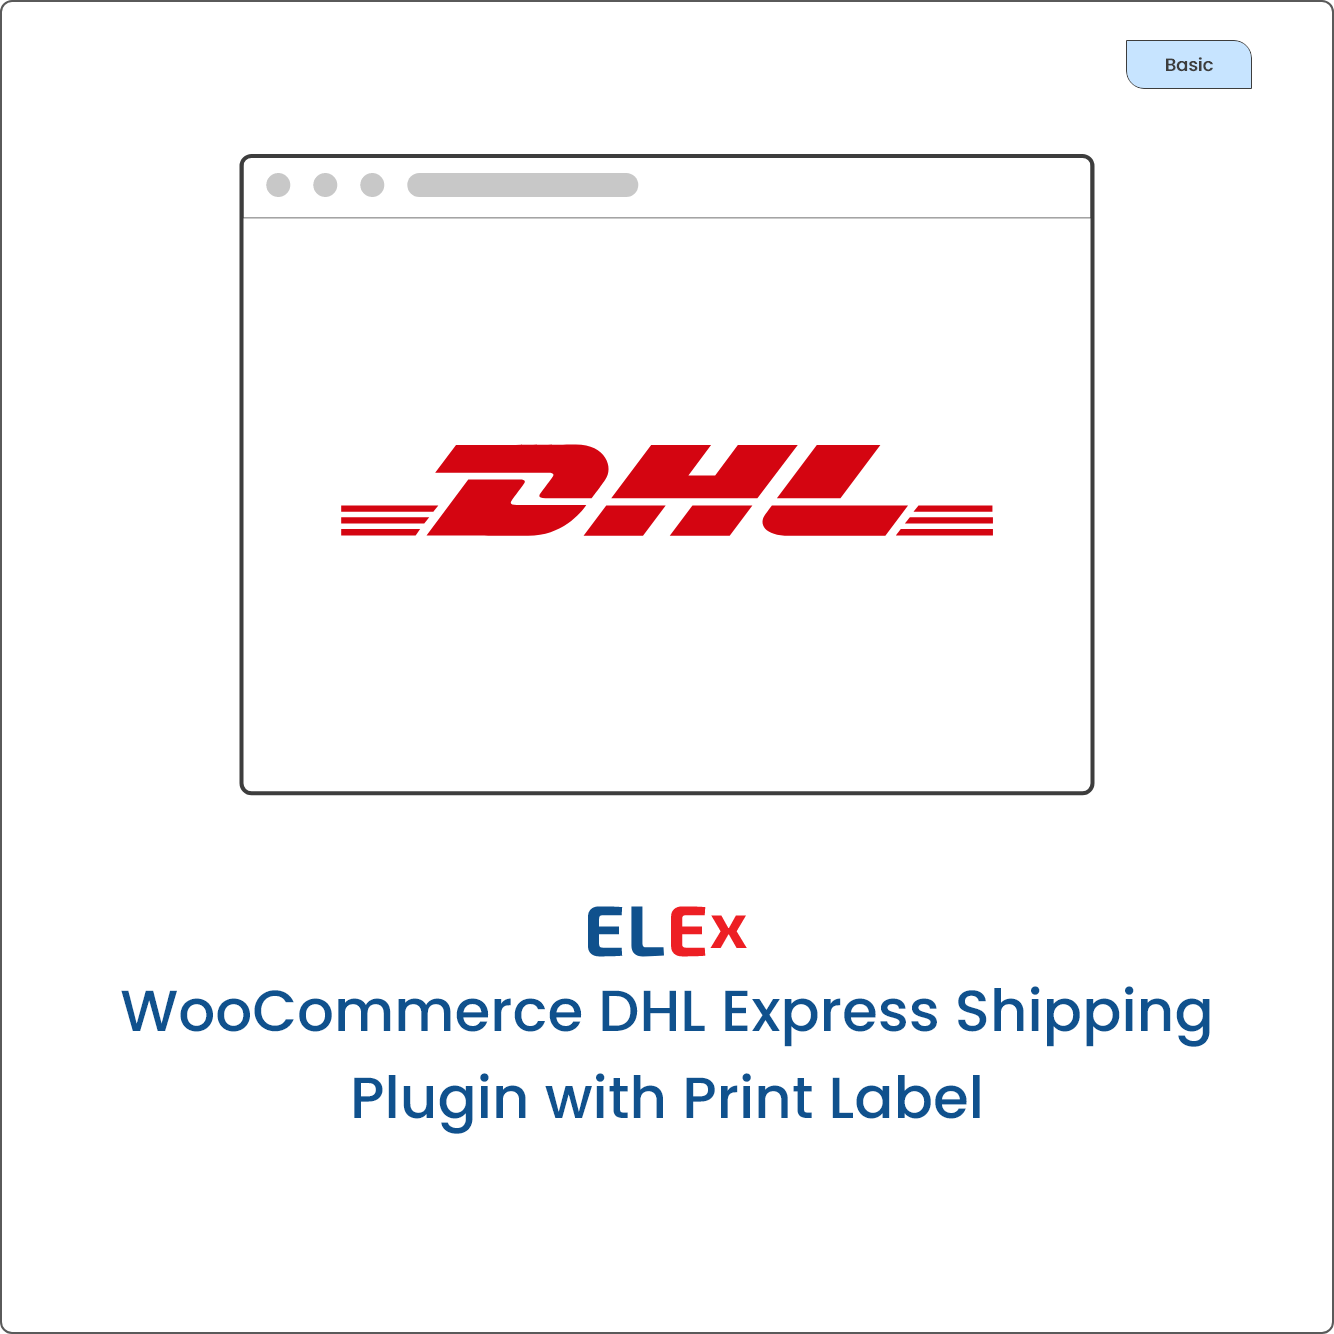 Basic
DHL
ELEX
WooCommerce DHL Express Shipping
Plugin with Print Label